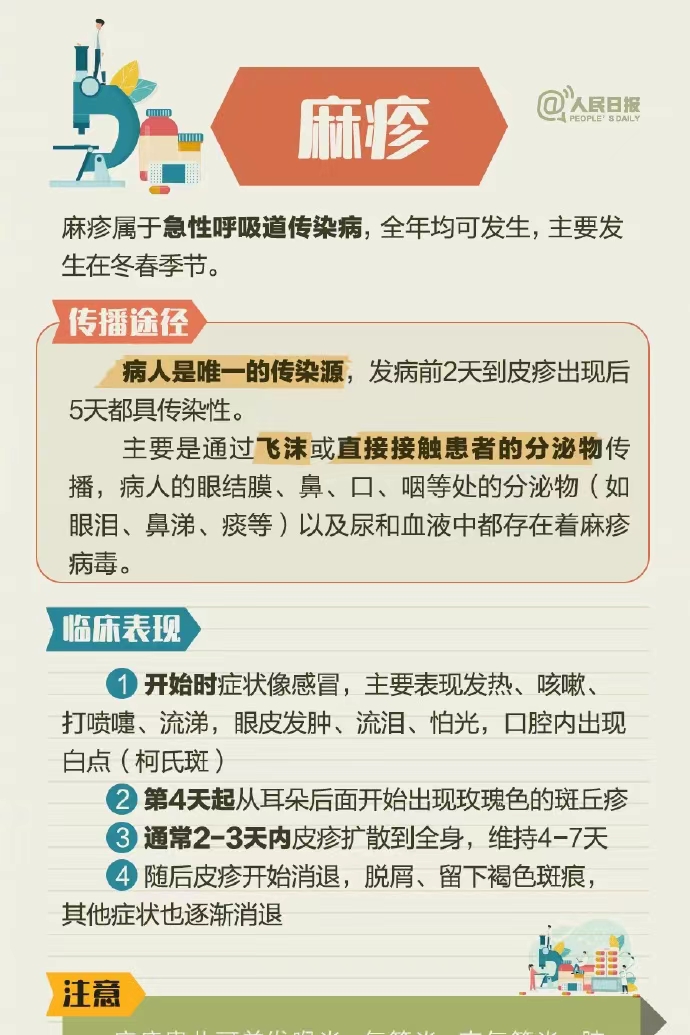 麻疹
@人民日报
PEOPLE'S DAILY
麻疹属于急性呼吸道传染病，全年均可发生，主要发
生在冬春季节。
传播途径
病人是唯一的传染源，发病前2天到皮疹出现后
5天都具传染性。
主要是通过飞沫或直接接触患者的分泌物传
播，病人的眼结膜、鼻、口、咽等处的分泌物（如
眼泪、鼻涕、痰等）以及尿和血液中都存在着麻疹
病毒。
临床表现
1 开始时症状像感冒，主要表现发热、咳嗽、
打喷嚏、流涕，眼皮发肿、流泪、怕光，口腔内出现
白点（柯氏斑）
2 第4天起从耳朵后面开始出现玫瑰色的斑丘疹
3 通常2-3天内皮疹扩散到全身，维持4-7天
4 随后皮疹开始消退，脱屑、留下褐色斑痕，
其他症状也逐渐消退
注意